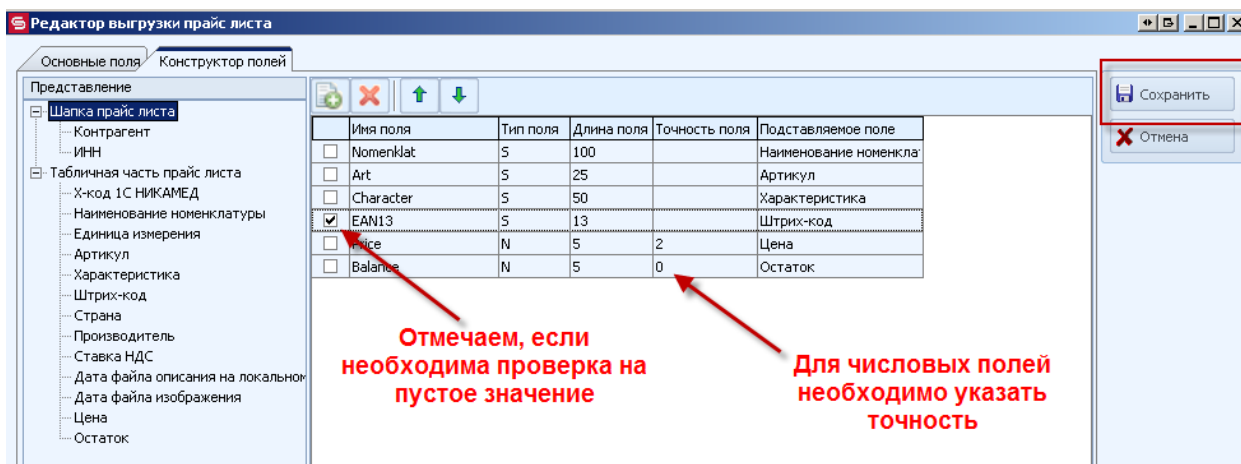 Редактор выгрузки прайс листа
Основные поля
Конструктор полей
Представление
Шапка прайс листа
Контрагент
ИНН
Табличная часть прайс листа
Х-код 1С НИКАМЕД
Наименование номенклатуры
Единица измерения
Артикул
Характеристика
Штрих-код
Страна
Производитель
Ставка НДС
Дата файла описания на локальном
Дата файла изображения
Цена
Остаток
Имя поля Тип поля Длина поля Точность поля Подставляемое поле
Nomenklat S 100 Наименование номенкла
Art S 25 Артикул
Character S 50 Характеристика
EAN13 S 13 Штрих-код
Price N 5 2 Цена
Balance N 5 0 Остаток
Отмечаем, если
необходима проверка на
пустое значение
Для числовых полей
необходимо указать
точность
Сохранить
Отмена